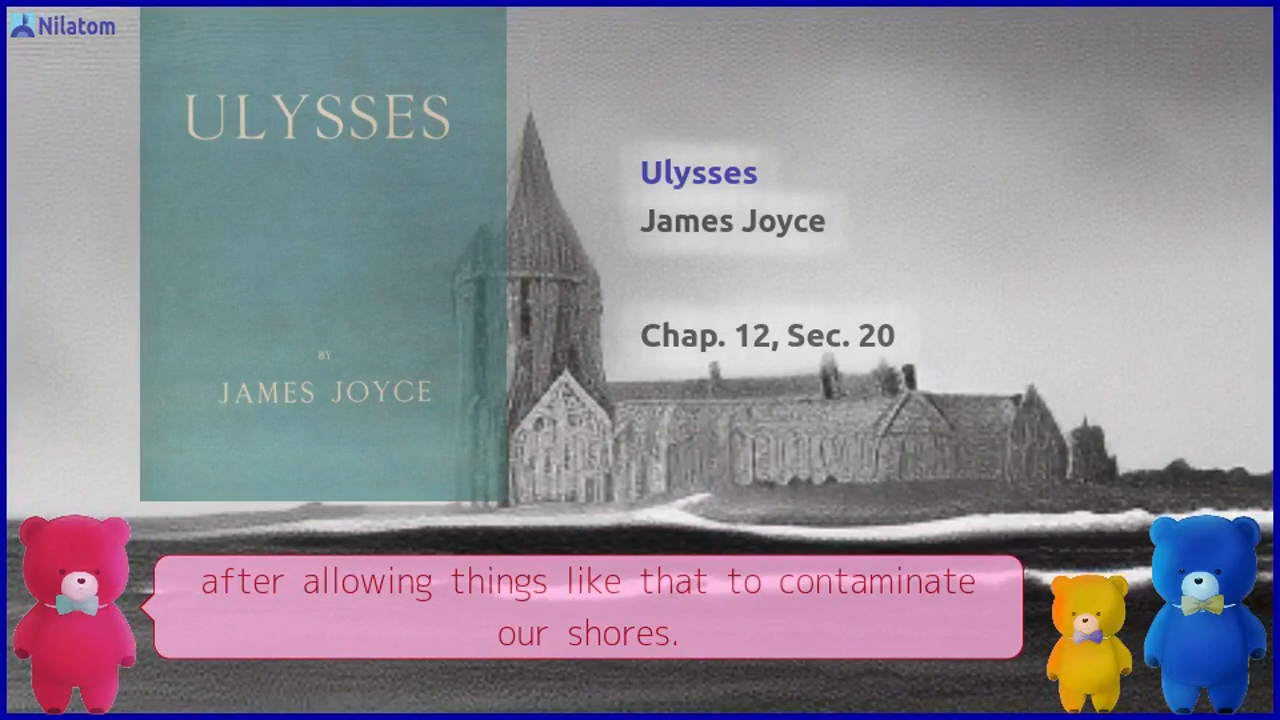 Nilatom
ULYSSES
BY
JAMES JOYCE
Ulysses
James Joyce
Chap. 12, Sec. 20
after allowing things like that to contaminate
our shores.